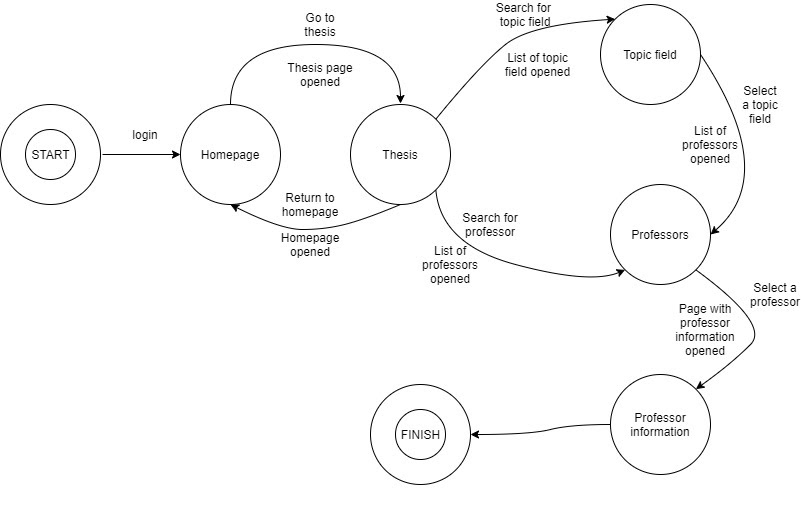 Search for
topic field
Go to
thesis
List of topic
field opened
Topic field
Thesis page
opened
Select
a topic
field
login
List of
professors
opened
START
Homepage
Thesis
Return to
homepage
Search for
professor
Professors
Homepage
opened
List of
professors
opened
Select a
professor
Page with
professor
information
opened
Professor
information
FINISH